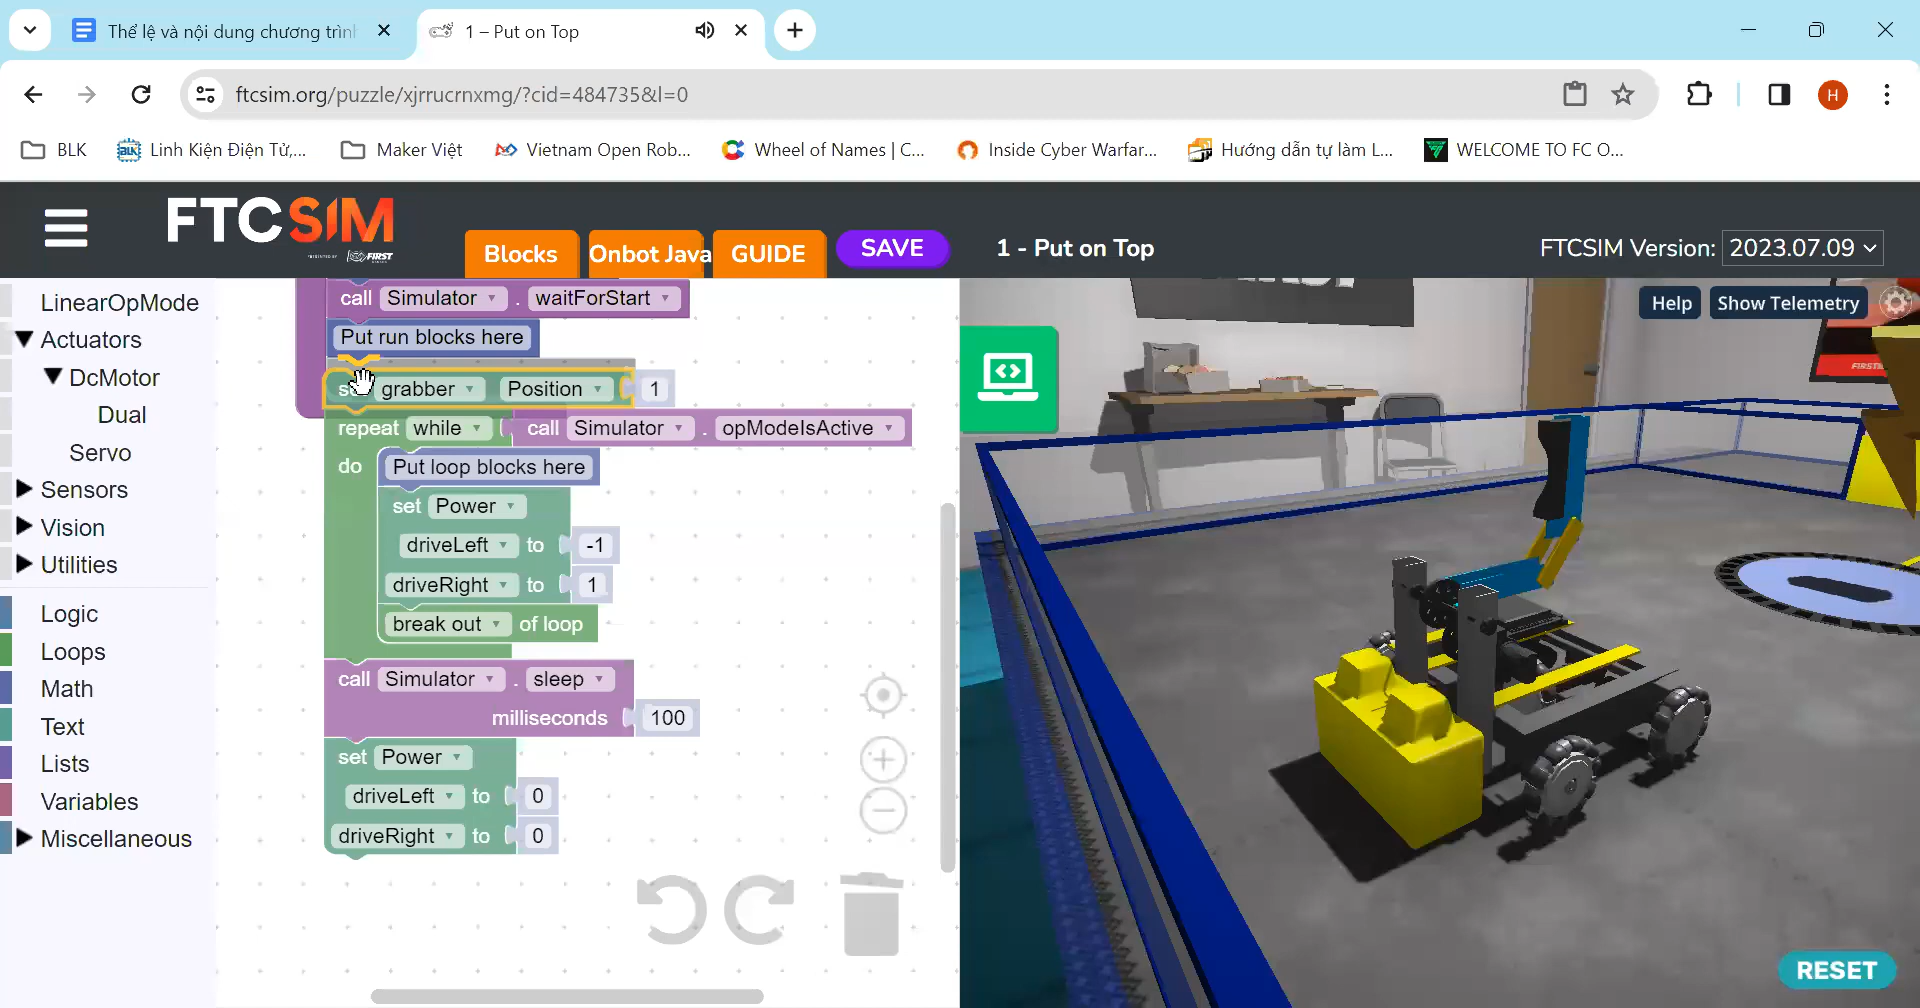 Thể lệ và nội dung chương trình
1 – Put on Top
ftcsim.org/puzzle/xjrrucrnxmg/?cid=484735&l=0
H
BLK
BLK
Linh Kiện Điện Tử,...
Maker Việt
Vietnam Open Rob...
Wheel of Names | C...
Inside Cyber Warfar...
Hướng dẫn tự làm L...
WELCOME TO FC O...
FTCSIM
PRESENTED BY FIRST
Blocks
Onbot Java
GUIDE
SAVE
1 - Put on Top
FTCSIM Version: 2023.07.09
LinearOpMode
Actuators
DcMotor
Dual
Servo
Sensors
Vision
Utilities
Logic
Loops
Math
Text
Lists
Variables
Miscellaneous
call Simulator . waitForStart
Put run blocks here
grabber Position 1
repeat while call Simulator . opModeIsActive
do Put loop blocks here
set Power
driveLeft to -1
driveRight to 1
break out of loop
call Simulator . sleep
milliseconds 100
set Power
driveLeft to 0
driveRight to 0
Help
Show Telemetry
FIRST
RESET